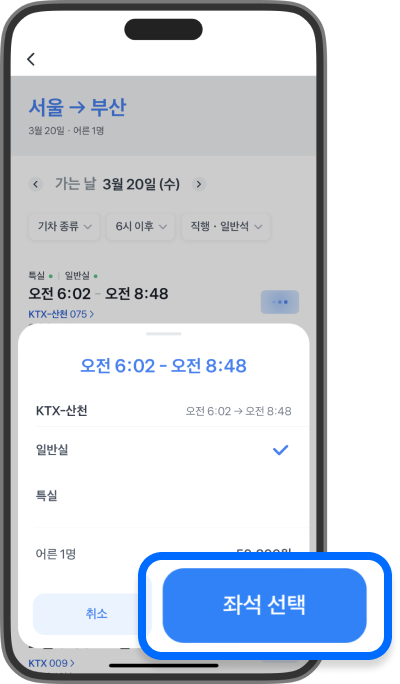 서울 → 부산
3월 20일 · 어른 1명
가는 날 3월 20일 (수)
기차 종류 6시 이후 직행 · 일반석
특실 일반실
오전 6:02 - 오전 8:48
KTX-산천 075
오전 6:02 - 오전 8:48
KTX-산천 오전 6:02 → 오전 8:48
일반실
특실
어른 1명
취소 좌석 선택
KTX 009